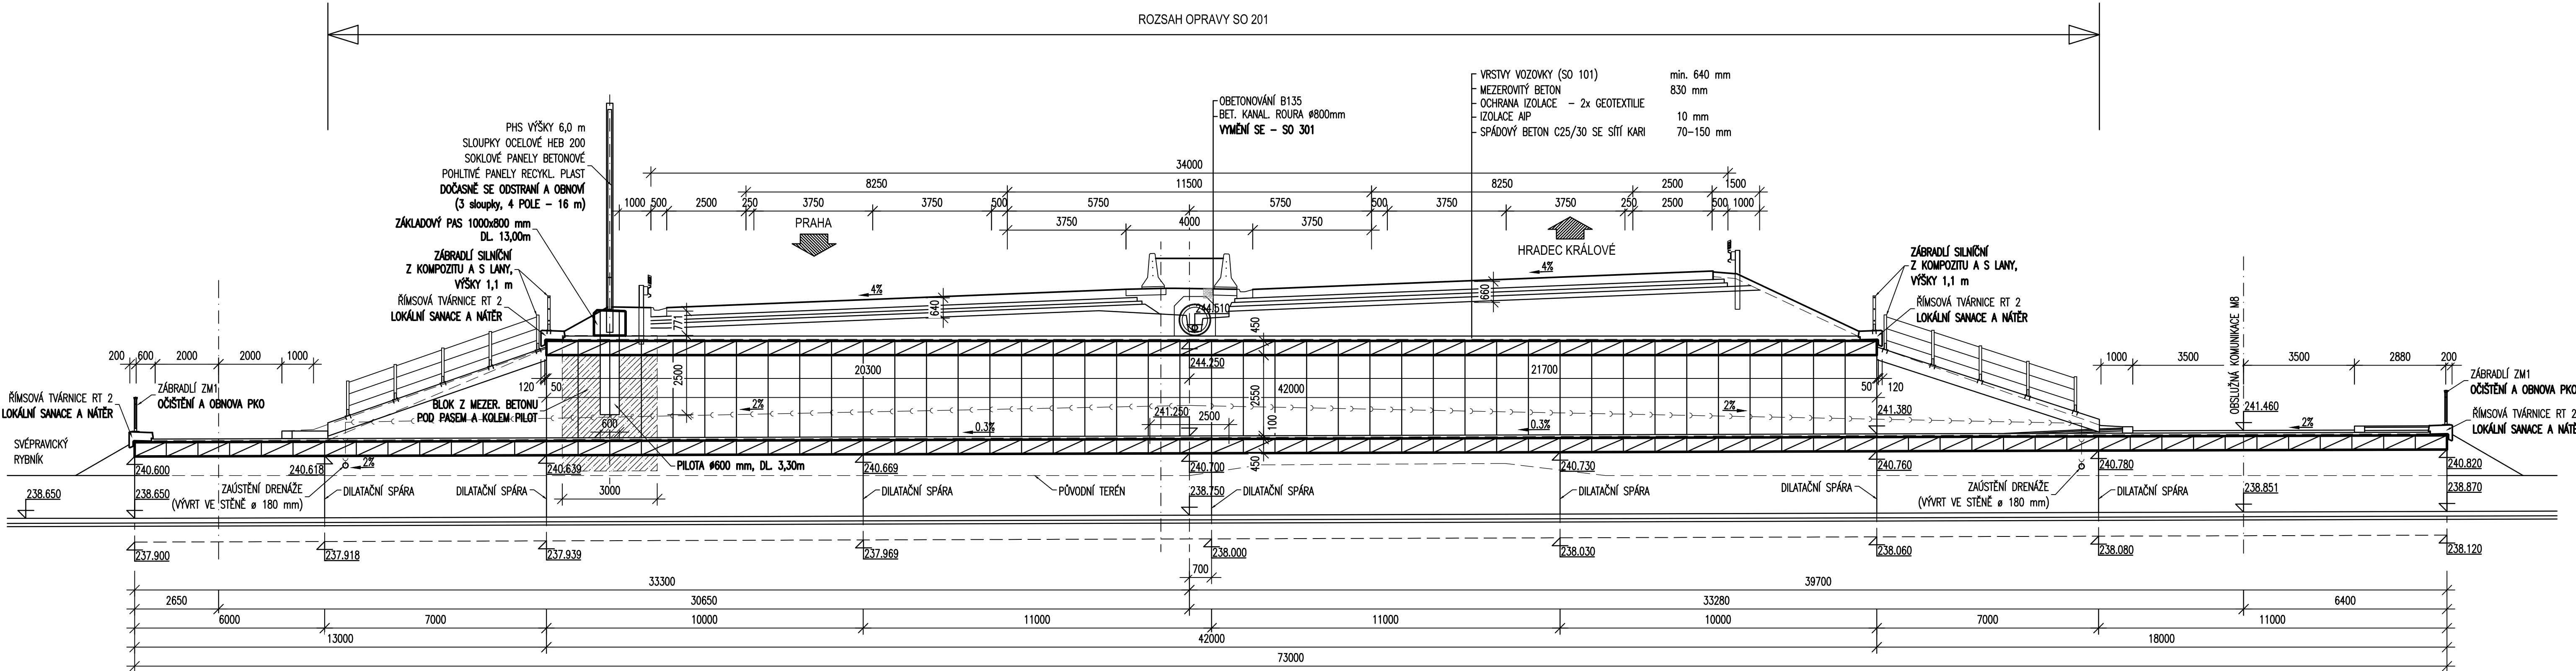 ROZSAH OPRAVY SO 201
VRSTVY VOZOVKY (SO 101) min. 640 mm
MEZEROVITÝ BETON 830 mm
OCHRANA IZOLACE – 2x GEOTEXTILIE
IZOLACE AIP 10 mm
SPÁDOVÝ BETON C25/30 SE SÍTÍ KARI 70-150 mm
OBETONOVÁNÍ B135
BET. KANAL. ROURA ø800mm
VYMĚNÍ SE – SO 301
PHS VÝŠKY 6,0 m
SLOUPKY OCELOVÉ HEB 200
SOKLOVÉ PANELY BETONOVÉ
POHLTIVÉ PANELY RECYKL. PLAST
DOČASNĚ SE ODSTRANÍ A OBNOVÍ
(3 sloupky, 4 POLE – 16 m)
ZÁKLADOVÝ PAS 1000x800 mm
DL. 13,00m
ZÁBRADLÍ SILNIČNÍ
Z KOMPOZITU A S LANY,
VÝŠKY 1,1 m
ŘÍMSOVÁ TVÁRNICE RT 2
LOKÁLNÍ SANACE A NÁTĚR
34000
8250 11500 8250 2500 1500
1000 500 2500 250 3750 3750 500 5750 5750 500 3750 3750 250 2500 500 1000
3750 4000 3750
PRAHA
HRADEC KRÁLOVÉ
ZÁBRADLÍ SILNIČNÍ
Z KOMPOZITU A S LANY,
VÝŠKY 1,1 m
ŘÍMSOVÁ TVÁRNICE RT 2
LOKÁLNÍ SANACE A NÁTĚR
OBSLUŽNÁ KOMUNIKACE M8
4% 4%
640 660 771
244.510
450
244.250
200 600 2000 2000 1000
1000 3500 3500 2880 200
ZÁBRADLÍ ZM1
OČIŠTĚNÍ A OBNOVA PKO
ŘÍMSOVÁ TVÁRNICE RT 2
LOKÁLNÍ SANACE A NÁTĚR
SVÉPRAVICKÝ
RYBNÍK
120 50 20300 21700 50 120
2500 2550 42000
BLOK Z MEZER. BETONU
POD PASEM A KOLEM PILOT
600
2% 2%
241.250 2500 100
241.380
241.460
2%
0.3% 0.3%
ZÁBRADLÍ ZM1
OČIŠTĚNÍ A OBNOVA PKO
ŘÍMSOVÁ TVÁRNICE RT 2
LOKÁLNÍ SANACE A NÁTĚR
PILOTA ø600 mm, DL. 3,30m
450
240.600 240.618 2% 240.639 240.669 240.700 240.730 240.760 240.780 240.820
3000
ZAÚSTĚNÍ DRENÁŽE
(VÝVRT VE STĚNĚ ø 180 mm)
DILATAČNÍ SPÁRA
DILATAČNÍ SPÁRA
DILATAČNÍ SPÁRA
PŮVODNÍ TERÉN
DILATAČNÍ SPÁRA
DILATAČNÍ SPÁRA
DILATAČNÍ SPÁRA
ZAÚSTĚNÍ DRENÁŽE
(VÝVRT VE STĚNĚ ø 180 mm)
DILATAČNÍ SPÁRA
238.650 238.650 238.750 238.851 238.870
237.900 237.918 237.939 237.969 238.000 238.030 238.060 238.080 238.120
700
33300 39700
2650 30650 33280 6400
6000 7000 10000 11000 11000 10000 7000 11000
13000 42000 18000
73000